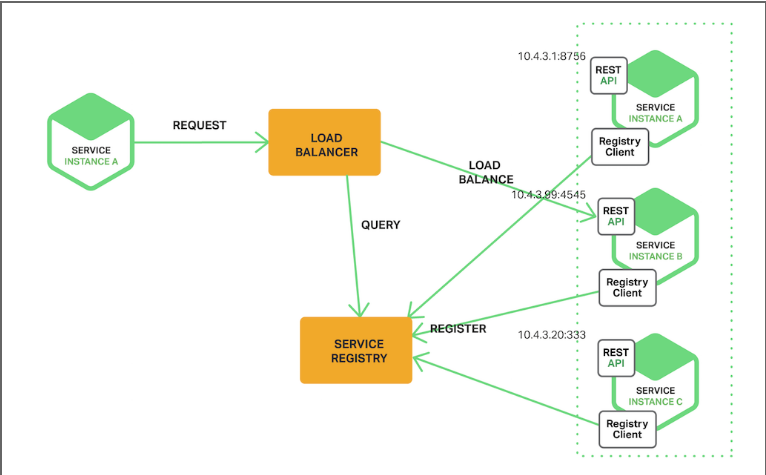 SERVICE
INSTANCE A
REQUEST
LOAD
BALANCER
QUERY
SERVICE
REGISTRY
LOAD
BALANCE
REGISTER
10.4.3.1:8756
REST
API
SERVICE
INSTANCE A
Registry
Client
10.4.3.99:4545
REST
API
SERVICE
INSTANCE B
Registry
Client
10.4.3.20:333
REST
API
SERVICE
INSTANCE C
Registry
Client